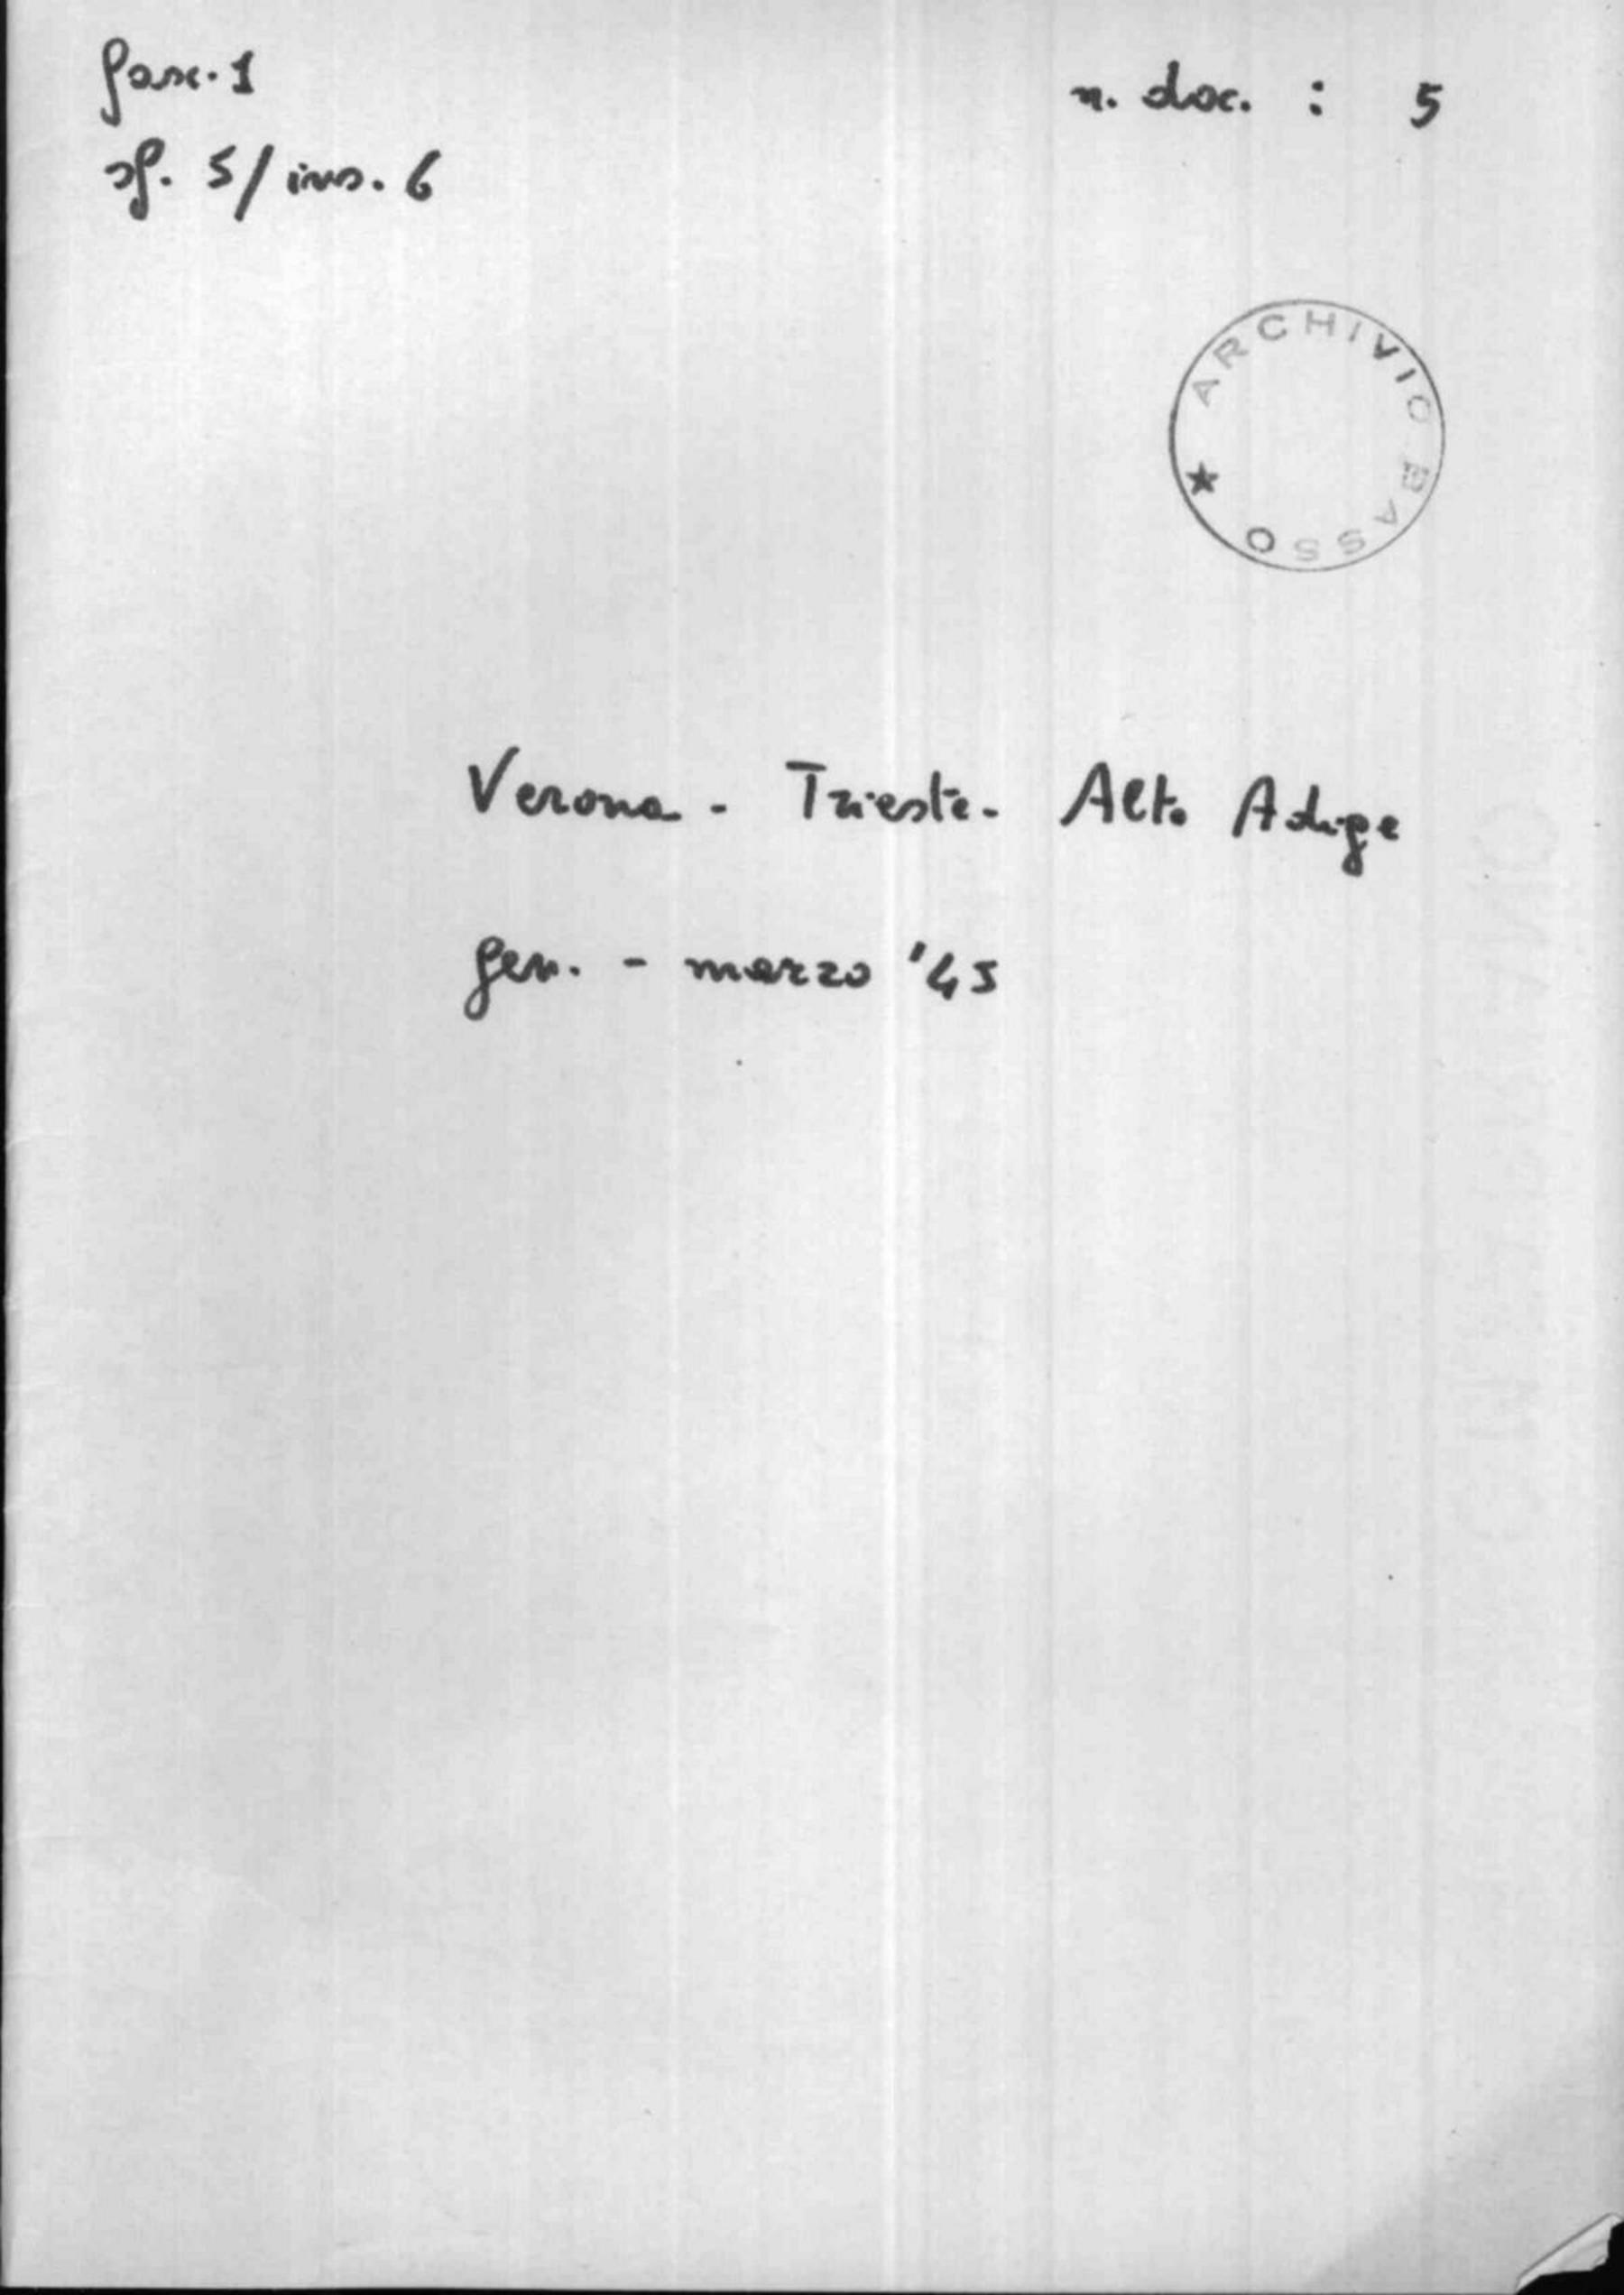 fasc. 1
n. doc. : 5
sf. 5/ ins. 6
ARCHIVIO BASSO ★
Verona - Trieste - Alto Adige
gen. - marzo '45